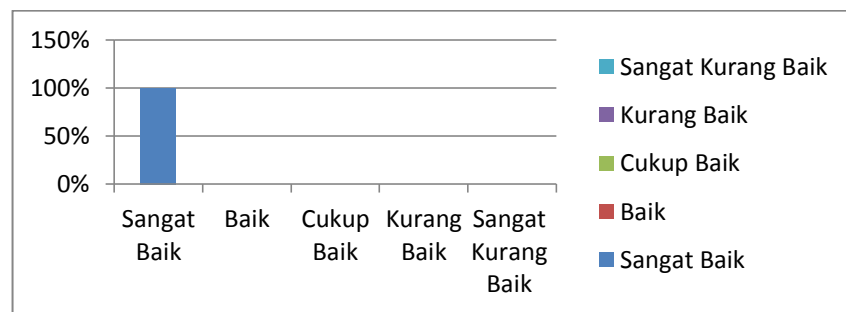 150%
100%
50%
0%
Sangat Baik
Baik
Cukup Baik
Kurang Baik
Sangat Kurang Baik
Sangat Kurang Baik
Kurang Baik
Cukup Baik
Baik
Sangat Baik